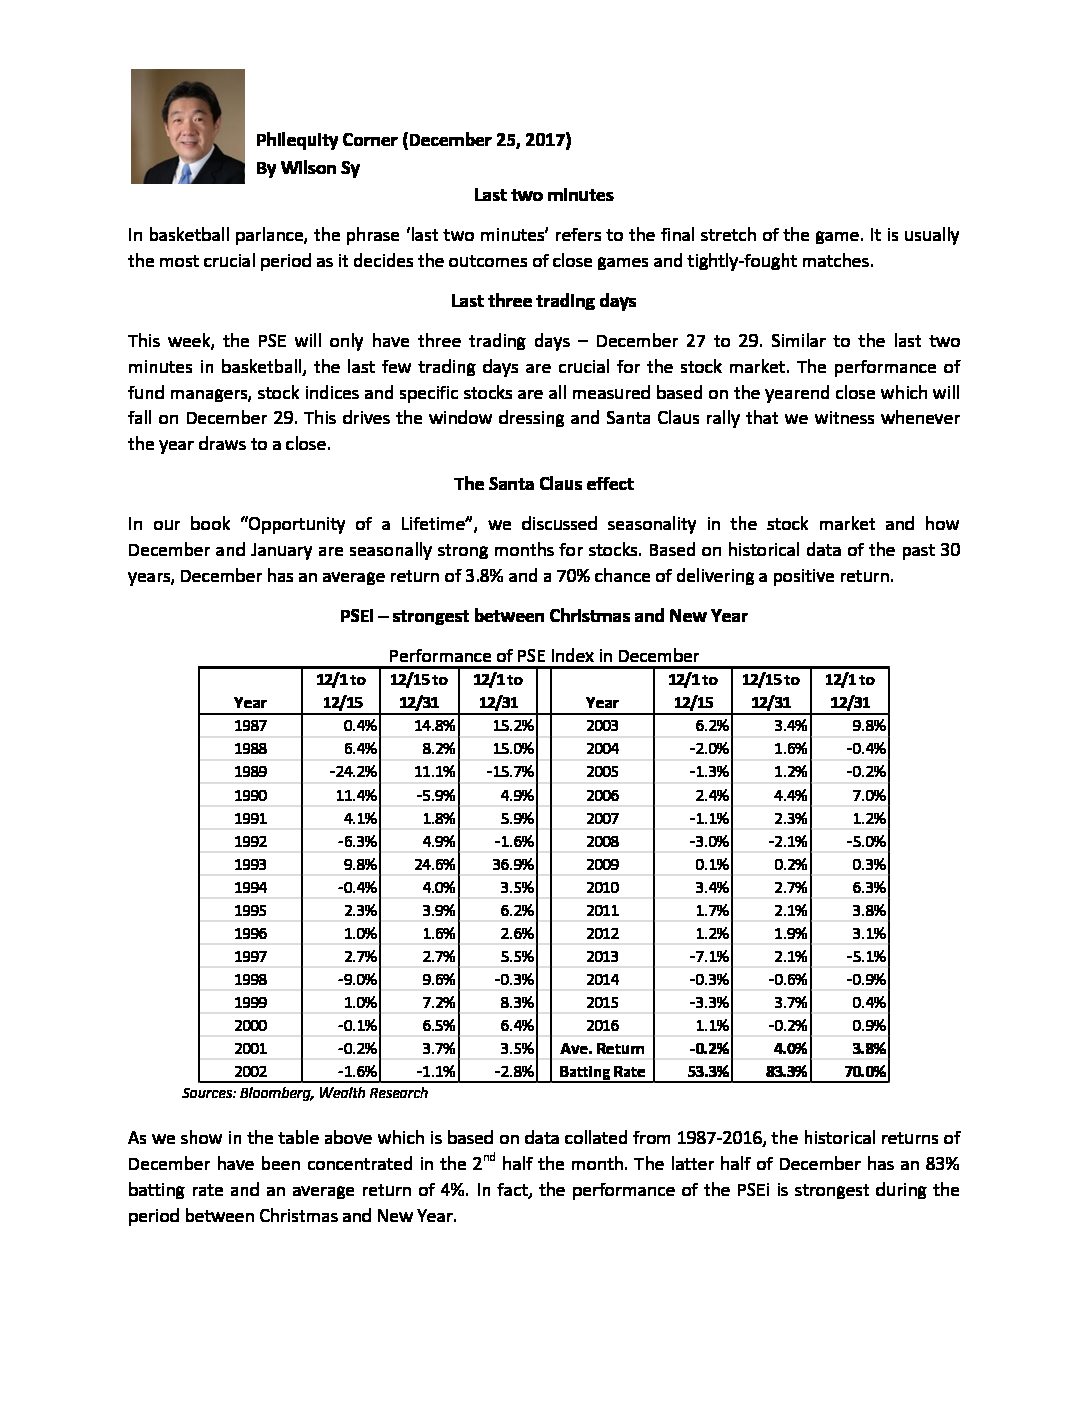 Philequity Corner (December 25, 2017)
By Wilson Sy
Last two minutes
In basketball parlance, the phrase ‘last two minutes’ refers to the final stretch of the game. It is usually
the most crucial period as it decides the outcomes of close games and tightly-fought matches.
Last three trading days
This week, the PSE will only have three trading days – December 27 to 29. Similar to the last two
minutes in basketball, the last few trading days are crucial for the stock market. The performance of
fund managers, stock indices and specific stocks are all measured based on the yearend close which will
fall on December 29. This drives the window dressing and Santa Claus rally that we witness whenever
the year draws to a close.
The Santa Claus effect
In our book “Opportunity of a Lifetime”, we discussed seasonality in the stock market and how
December and January are seasonally strong months for stocks. Based on historical data of the past 30
years, December has an average return of 3.8% and a 70% chance of delivering a positive return.
PSEi – strongest between Christmas and New Year
Performance of PSE Index in December
12/1 to 12/15 to 12/1 to 12/1 to 12/15 to 12/1 to
Year 12/15 12/31 12/31 Year 12/15 12/31 12/31
1987 0.4% 14.8% 15.2% 2003 6.2% 3.4% 9.8%
1988 6.4% 8.2% 15.0% 2004 -2.0% 1.6% -0.4%
1989 -24.2% 11.1% -15.7% 2005 -1.3% 1.2% -0.2%
1990 11.4% -5.9% 4.9% 2006 2.4% 4.4% 7.0%
1991 4.1% 1.8% 5.9% 2007 -1.1% 2.3% 1.2%
1992 -6.3% 4.9% -1.6% 2008 -3.0% -2.1% -5.0%
1993 9.8% 24.6% 36.9% 2009 0.1% 0.2% 0.3%
1994 -0.4% 4.0% 3.5% 2010 3.4% 2.7% 6.3%
1995 2.3% 3.9% 6.2% 2011 1.7% 2.1% 3.8%
1996 1.0% 1.6% 2.6% 2012 1.2% 1.9% 3.1%
1997 2.7% 2.7% 5.5% 2013 -7.1% 2.1% -5.1%
1998 -9.0% 9.6% -0.3% 2014 -0.3% -0.6% -0.9%
1999 1.0% 7.2% 8.3% 2015 -3.3% 3.7% 0.4%
2000 -0.1% 6.5% 6.4% 2016 1.1% -0.2% 0.9%
2001 -0.2% 3.7% 3.5% Ave. Return -0.2% 4.0% 3.8%
2002 -1.6% -1.1% -2.8% Batting Rate 53.3% 83.3% 70.0%
Sources: Bloomberg, Wealth Research
As we show in the table above which is based on data collated from 1987-2016, the historical returns of
December have been concentrated in the 2nd half the month. The latter half of December has an 83%
batting rate and an average return of 4%. In fact, the performance of the PSEi is strongest during the
period between Christmas and New Year.